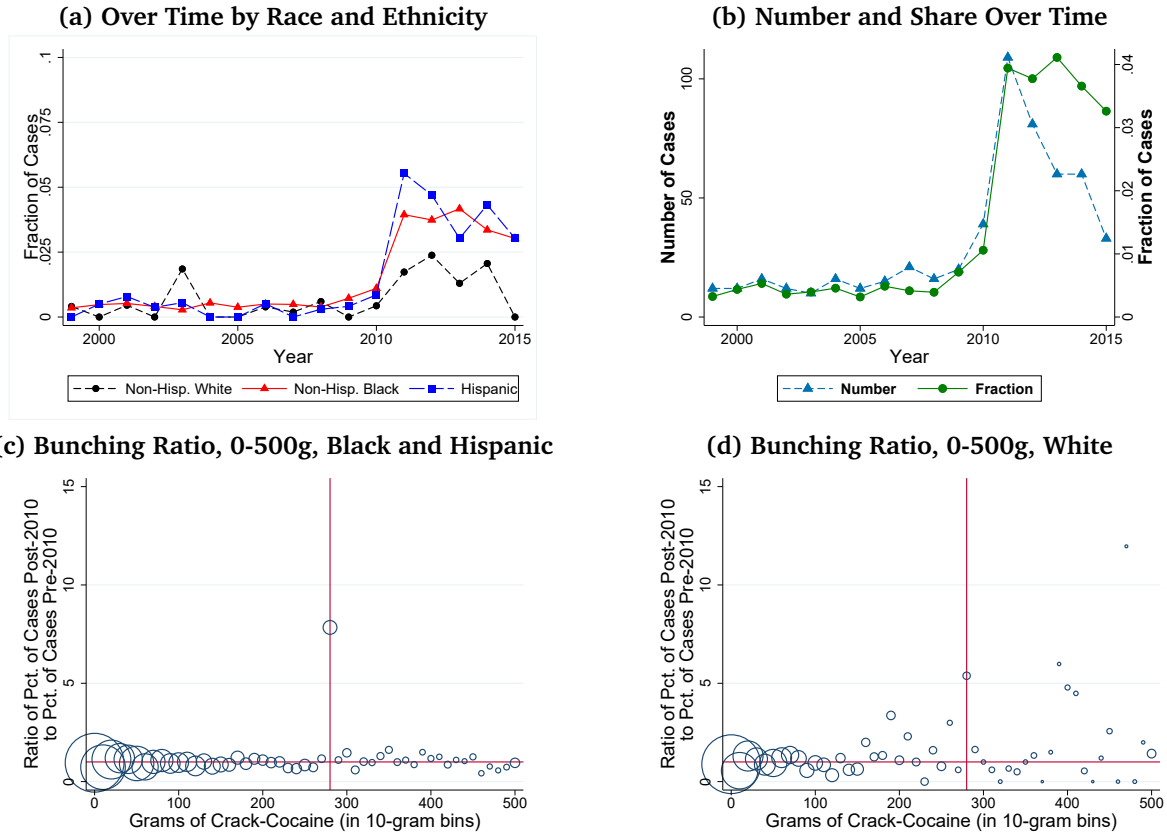 (a) Over Time by Race and Ethnicity
Fraction of Cases
.1
.075
.05
.025
0
2000 2005 2010 2015
Year
Non-Hisp. White Non-Hisp. Black Hispanic
(b) Number and Share Over Time
Number of Cases
100
50
0
Fraction of Cases
.04
.03
.02
.01
0
2000 2005 2010 2015
Year
Number Fraction
c) Bunching Ratio, 0-500g, Black and Hispanic
Ratio of Pct. of Cases Post-2010
to Pct. of Cases Pre-2010
15
10
5
0
0 100 200 300 400 500
Grams of Crack-Cocaine (in 10-gram bins)
(d) Bunching Ratio, 0-500g, White
Ratio of Pct. of Cases Post-2010
to Pct. of Cases Pre-2010
15
10
5
0
0 100 200 300 400 500
Grams of Crack-Cocaine (in 10-gram bins)